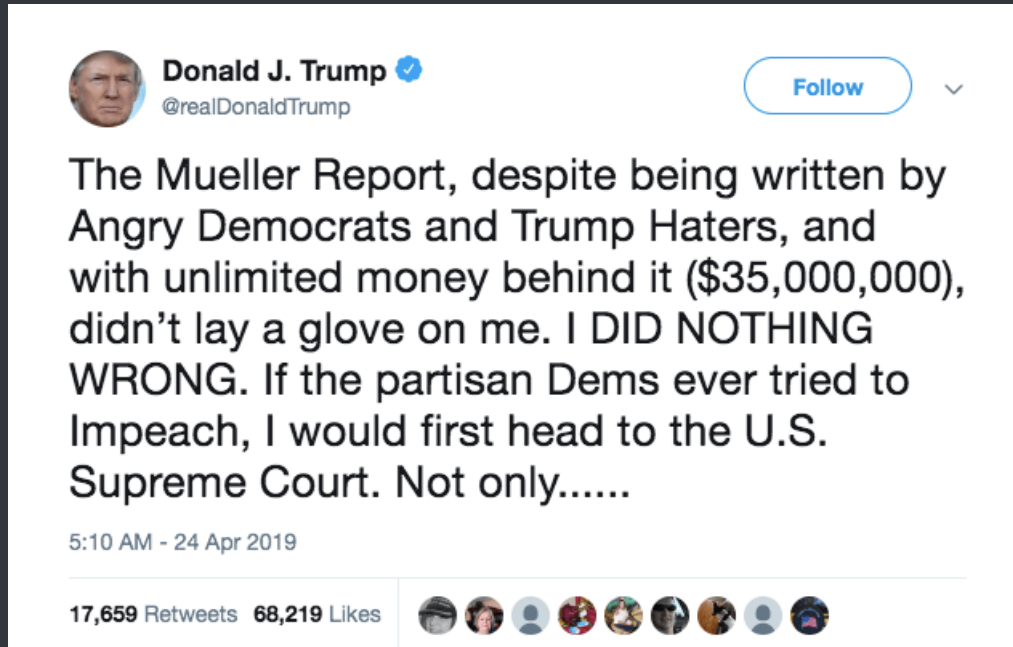 Donald J. Trump
@realDonaldTrump
Follow
The Mueller Report, despite being written by
Angry Democrats and Trump Haters, and
with unlimited money behind it ($35,000,000),
didn’t lay a glove on me. I DID NOTHING
WRONG. If the partisan Dems ever tried to
Impeach, I would first head to the U.S.
Supreme Court. Not only......
5:10 AM - 24 Apr 2019
17,659 Retweets 68,219 Likes